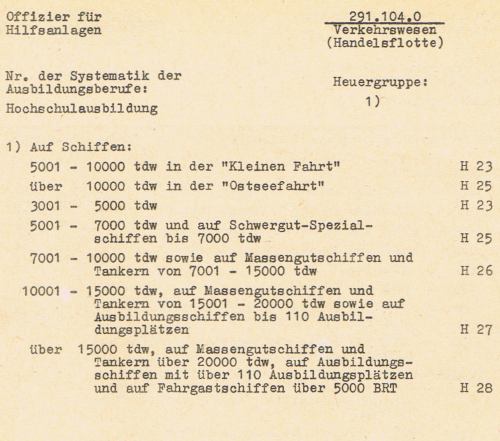 Offizier für
Hilfsanlagen
291.104.0
Verkehrswesen
(Handelsflotte)
Nr. der Systematik der
Ausbildungsberufe:
Hochschulausbildung
Heuergruppe:
1)
1) Auf Schiffen:
5001 - 10000 tdw in der "Kleinen Fahrt" H 23
über 10000 tdw in der "Ostseefahrt" H 25
3001 - 5000 tdw H 23
5001 - 7000 tdw und auf Schwergut-Spezial-
schiffen bis 7000 tdw H 25
7001 - 10000 tdw sowie auf Massengutschiffen und
Tankern von 7001 - 15000 tdw H 26
10001 - 15000 tdw, auf Massengutschiffen und
Tankern von 15001 - 20000 tdw sowie auf
Ausbildungsschiffen bis 110 Ausbil-
dungsplätzen H 27
über 15000 tdw, auf Massengutschiffen und
Tankern über 20000 tdw, auf Ausbildungs-
schiffen mit über 110 Ausbildungsplätzen
und auf Fahrgastschiffen über 5000 BRT H 28